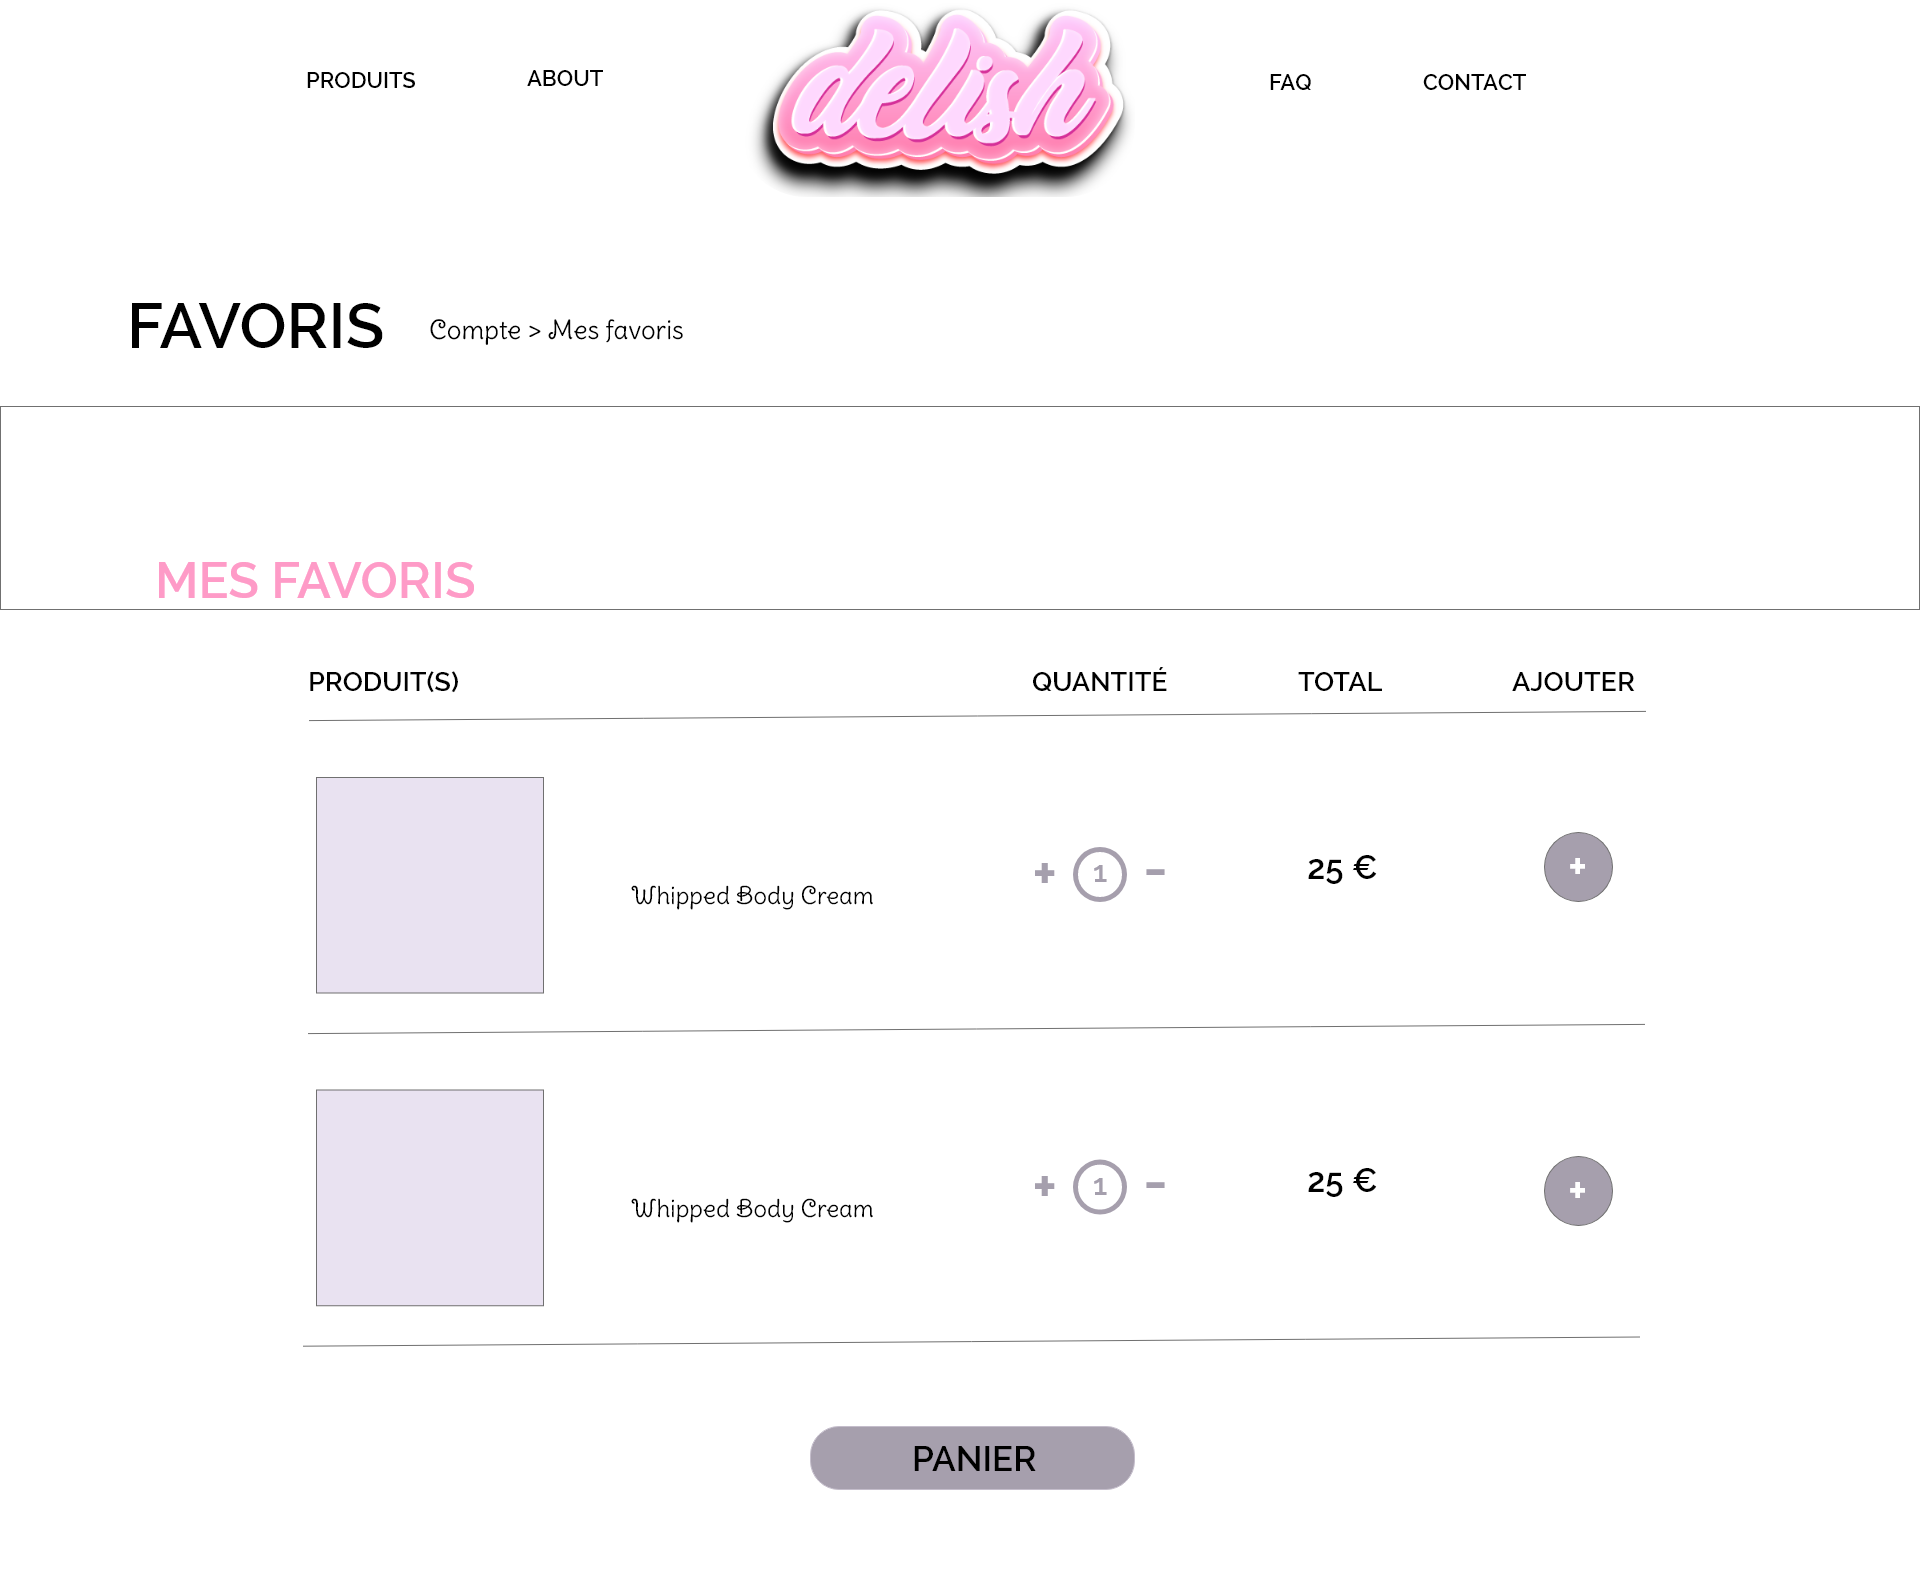 PRODUITS ABOUT delish FAQ CONTACT
FAVORIS Compte > Mes favoris
MES FAVORIS
PRODUIT(S) QUANTITÉ TOTAL AJOUTER
Whipped Body Cream + 1 - 25 € +
Whipped Body Cream + 1 - 25 € +
PANIER